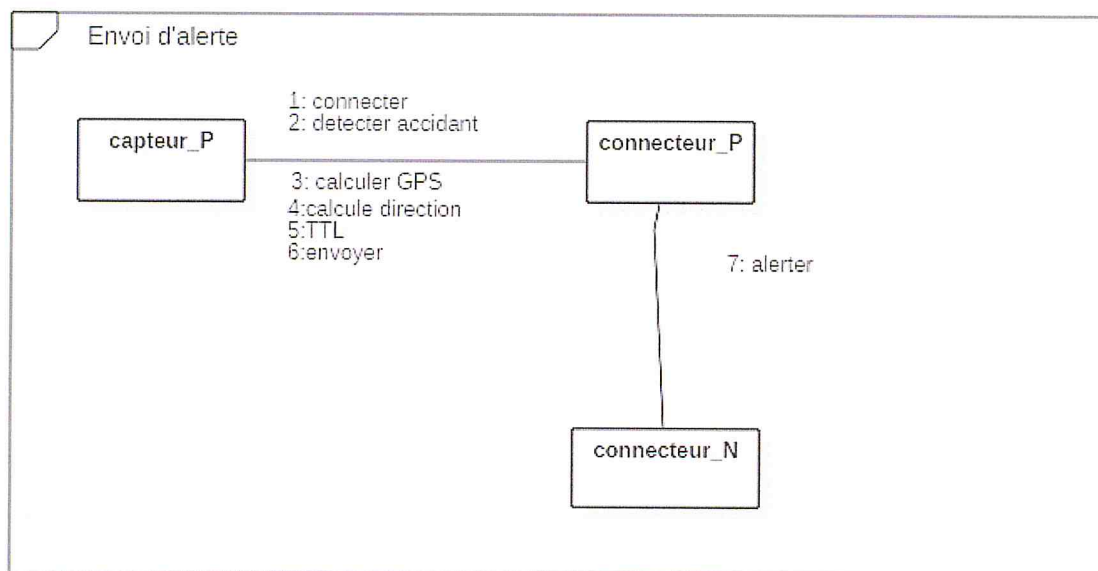 Envoi d'alerte
1: connecter
2: detecter accidant
capteur_P
connecteur_P
3: calculer GPS
4:calcule direction
5:TTL
6:envoyer
7: alerter
connecteur_N